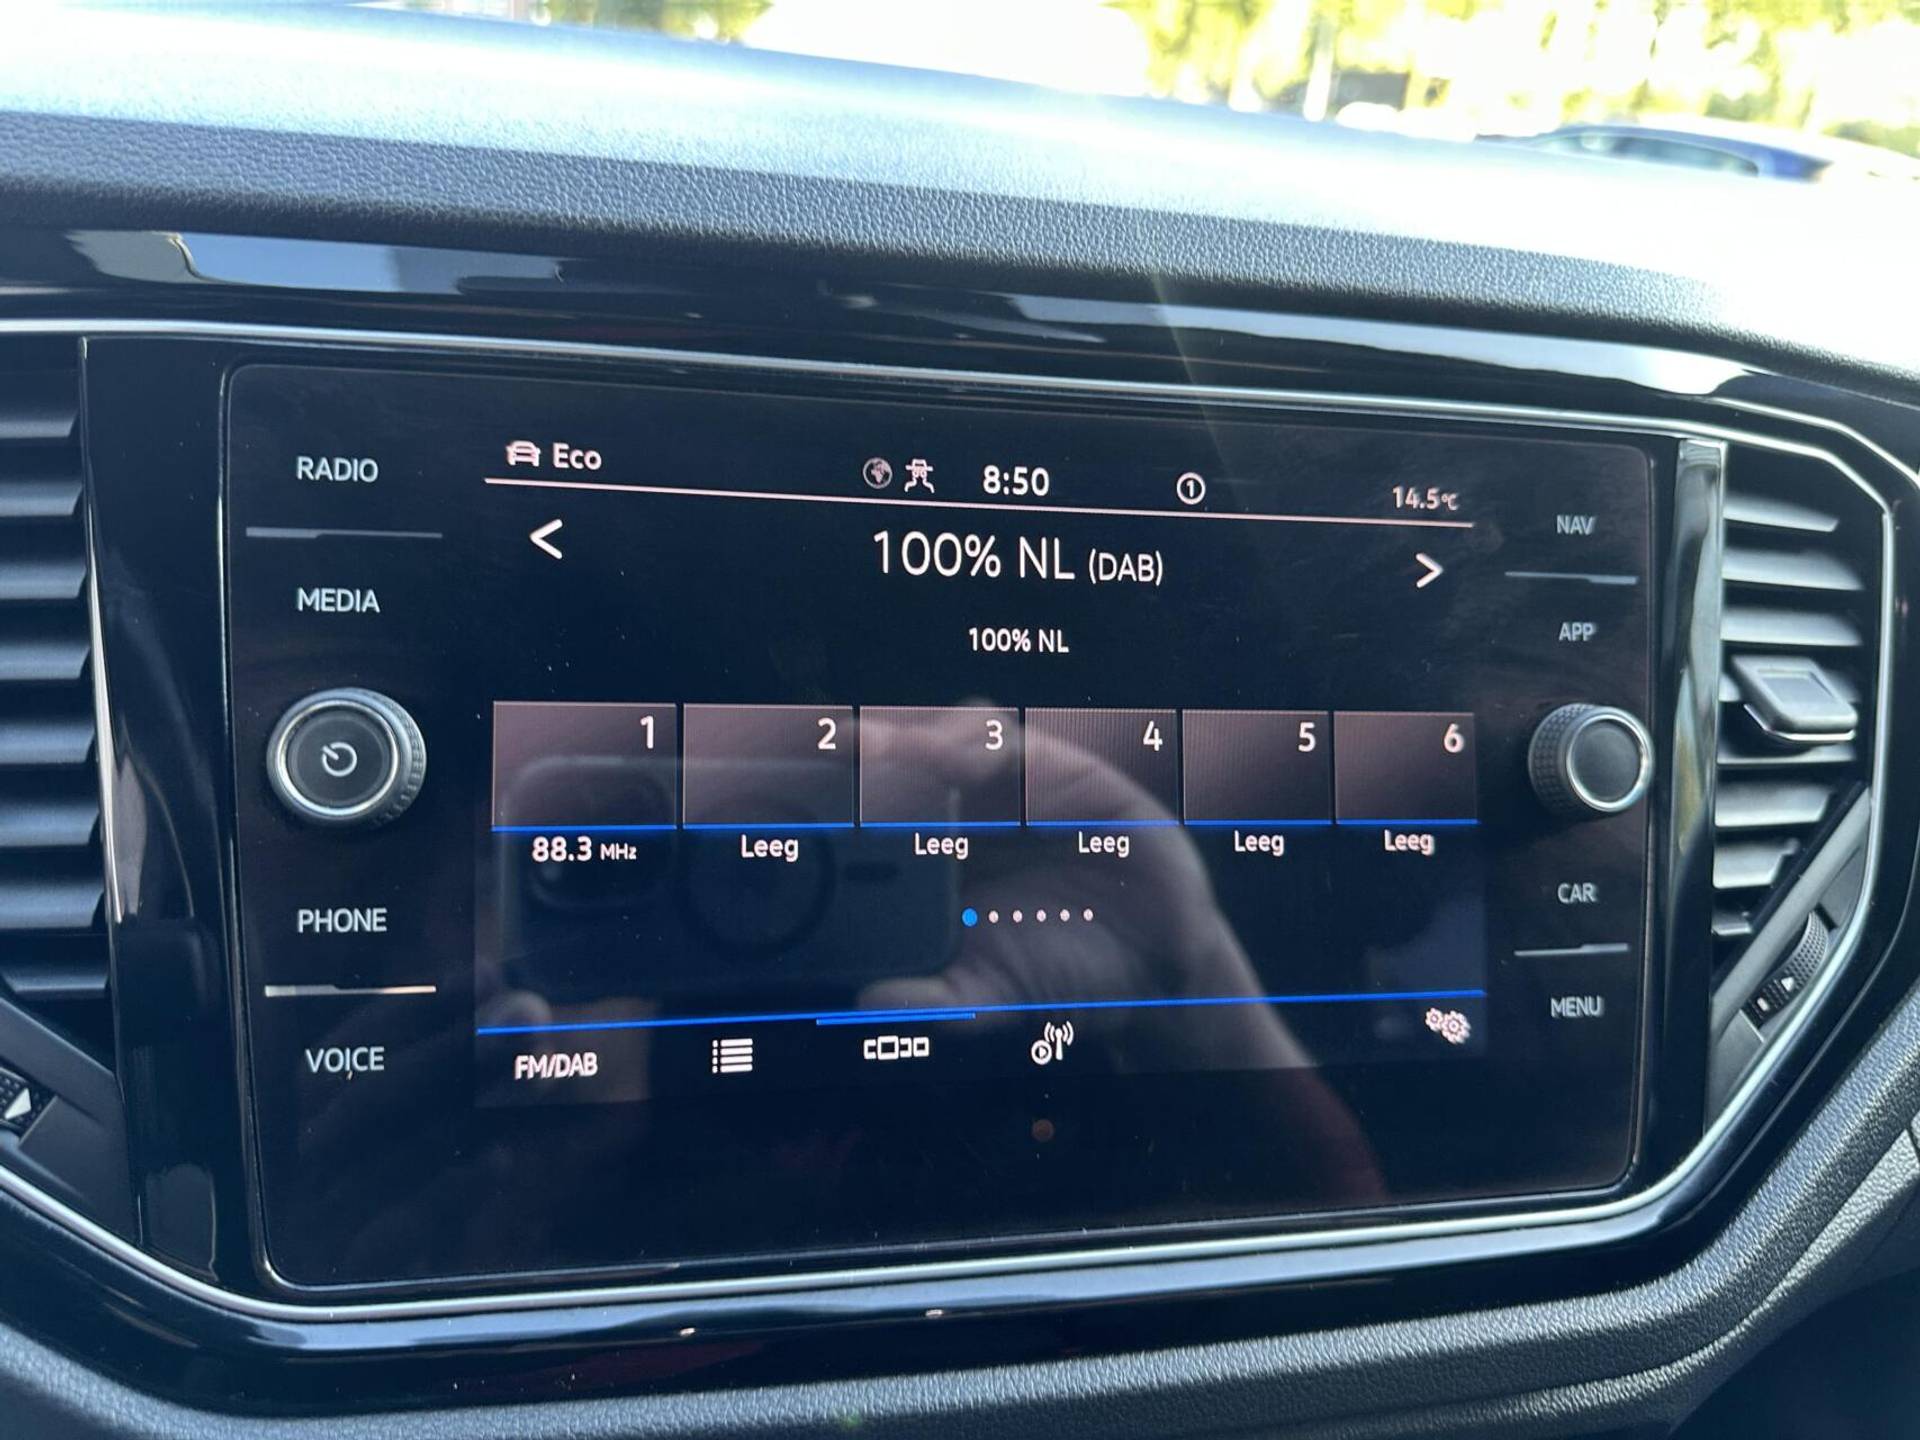 RADIO
MEDIA
PHONE
VOICE
Eco
8:50
1
14.5°C
< 100% NL (DAB) >
100% NL
1 2 3 4 5 6
88.3 MHz Leeg Leeg Leeg Leeg Leeg
FM/DAB
NAV
APP
CAR
MENU